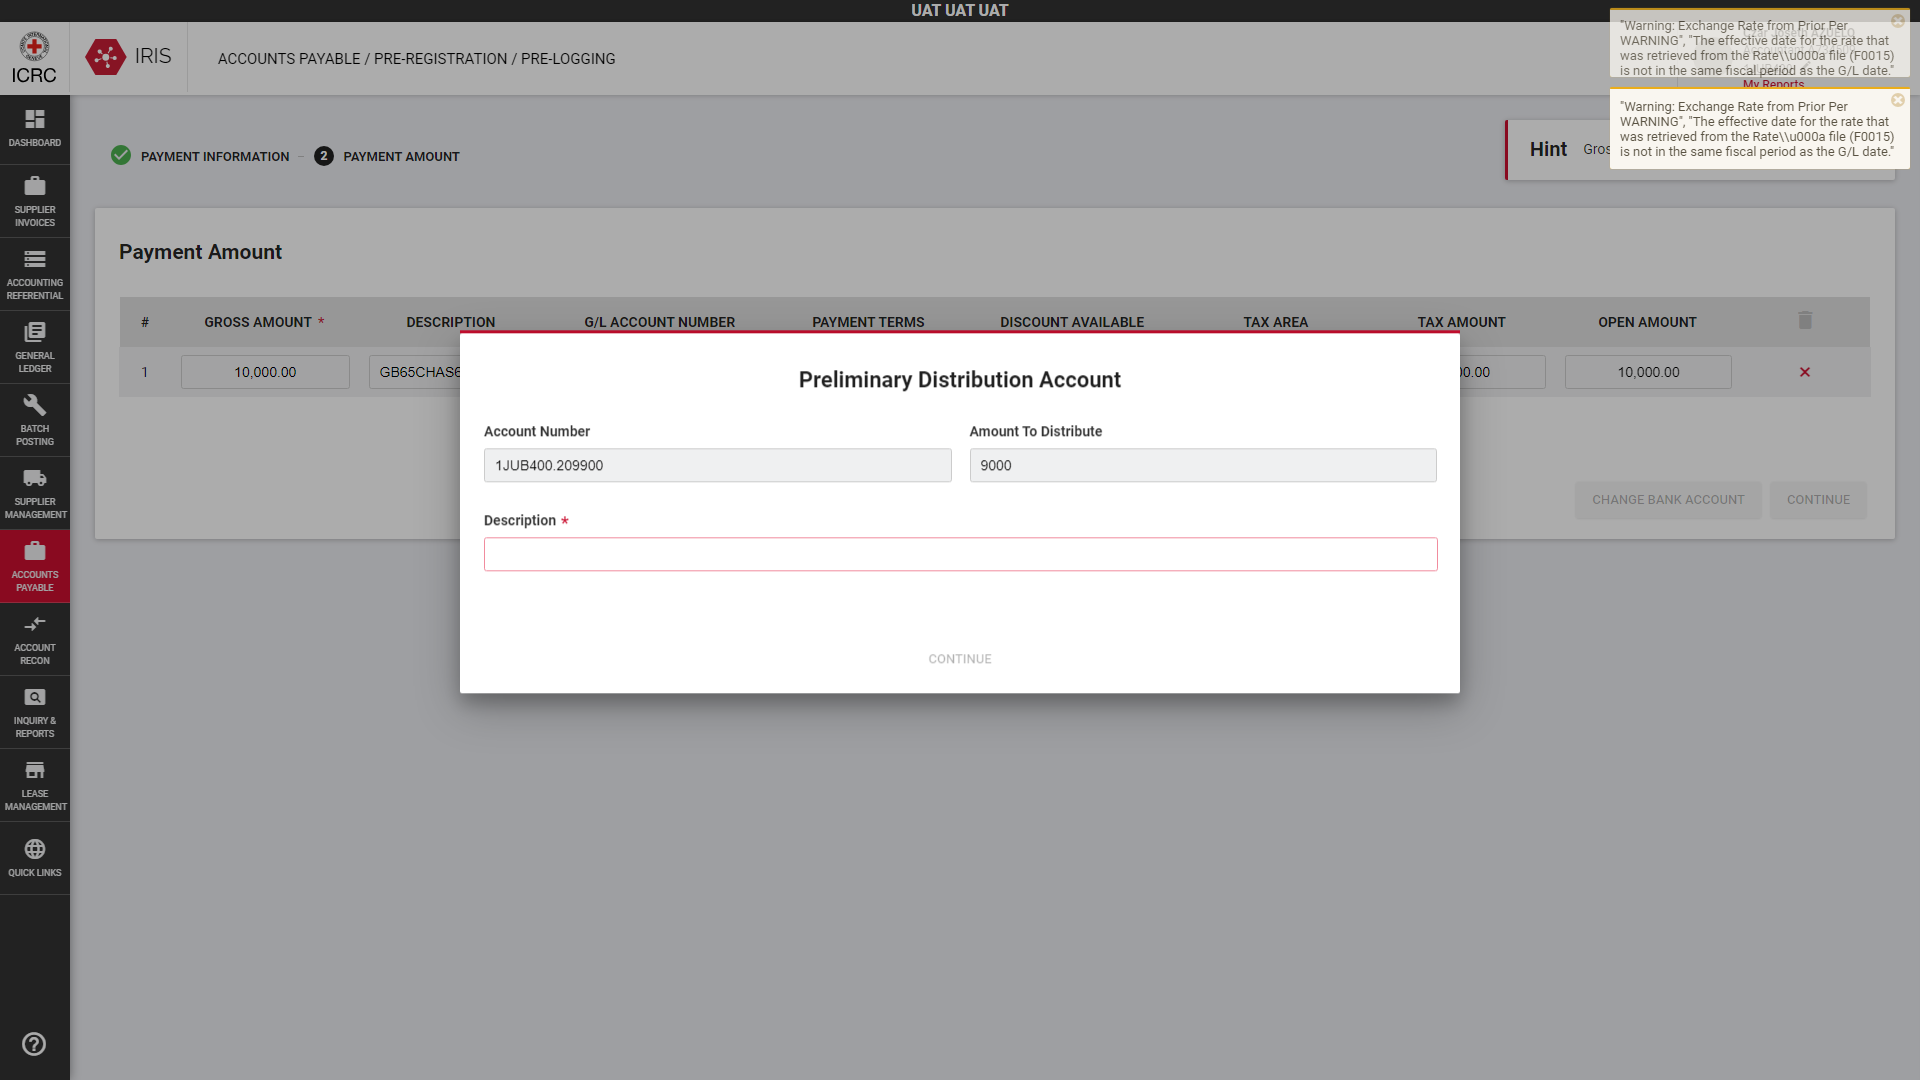 UAT UAT UAT
ICRC
IRIS
ACCOUNTS PAYABLE / PRE-REGISTRATION / PRE-LOGGING
"Warning: Exchange Rate from Prior Per
WARNING", "The effective date for the rate that
was retrieved from the Rate\\u000a file (F0015)
is not in the same fiscal period as the G/L date."
My Reports
"Warning: Exchange Rate from Prior Per
WARNING", "The effective date for the rate that
was retrieved from the Rate\\u000a file (F0015)
is not in the same fiscal period as the G/L date."
DASHBOARD
SUPPLIER
INVOICES
ACCOUNTING
REFERENTIAL
GENERAL
LEDGER
BATCH
POSTING
SUPPLIER
MANAGEMENT
ACCOUNTS
PAYABLE
ACCOUNT
RECON
INQUIRY &
REPORTS
LEASE
MANAGEMENT
QUICK LINKS
PAYMENT INFORMATION
2 PAYMENT AMOUNT
Hint Gros
Payment Amount
# GROSS AMOUNT * DESCRIPTION G/L ACCOUNT NUMBER PAYMENT TERMS DISCOUNT AVAILABLE TAX AREA TAX AMOUNT OPEN AMOUNT
1 10,000.00 GB65CHAS6 00.00 10,000.00
CHANGE BANK ACCOUNT CONTINUE
Preliminary Distribution Account
Account Number Amount To Distribute
1JUB400.209900 9000
Description *
CONTINUE